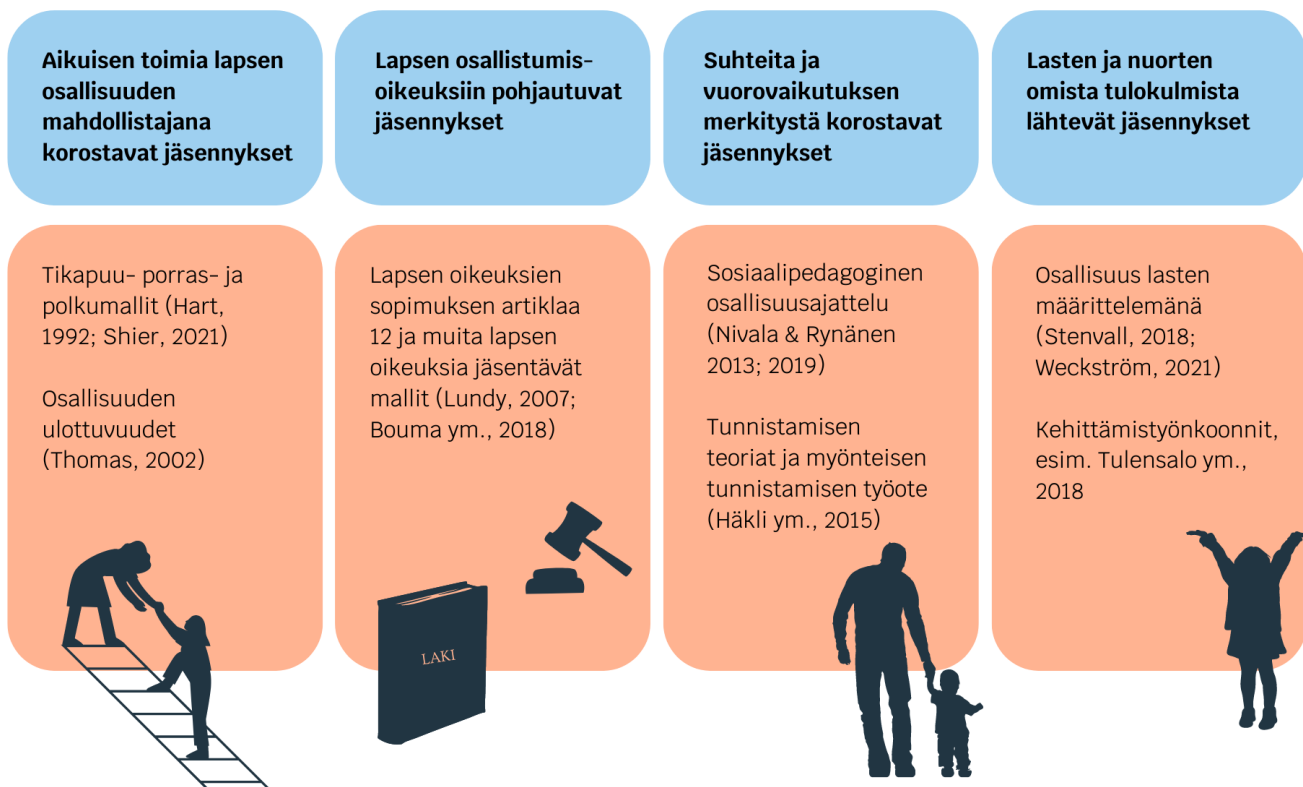 Aikuisen toimia lapsen
osallisuuden
mahdollistajana
korostavat jäsennykset
Tikapuu- porras- ja
polkumallit (Hart,
1992; Shier, 2021)
Osallisuuden
ulottuvuudet
(Thomas, 2002)
Lapsen osallistumis-
oikeuksiin pohjautuvat
jäsennykset
Lapsen oikeuksien
sopimuksen artiklaa
12 ja muita lapsen
oikeuksia jäsentävät
mallit (Lundy, 2007;
Bouma ym., 2018)
LAKI
Suhteita ja
vuorovaikutuksen
merkitystä korostavat
jäsennykset
Sosiaalipedagoginen
osallisuusajattelu
(Nivala & Rynänen
2013; 2019)
Tunnistamisen
teoriat ja myönteisen
tunnistamisen työote
(Häkli ym., 2015)
Lasten ja nuorten
omista tulokulmista
lähtevät jäsennykset
Osallisuus lasten
määrittelemänä
(Stenvall, 2018;
Weckström, 2021)
Kehittämistyönkoonnit,
esim. Tulensalo ym.,
2018